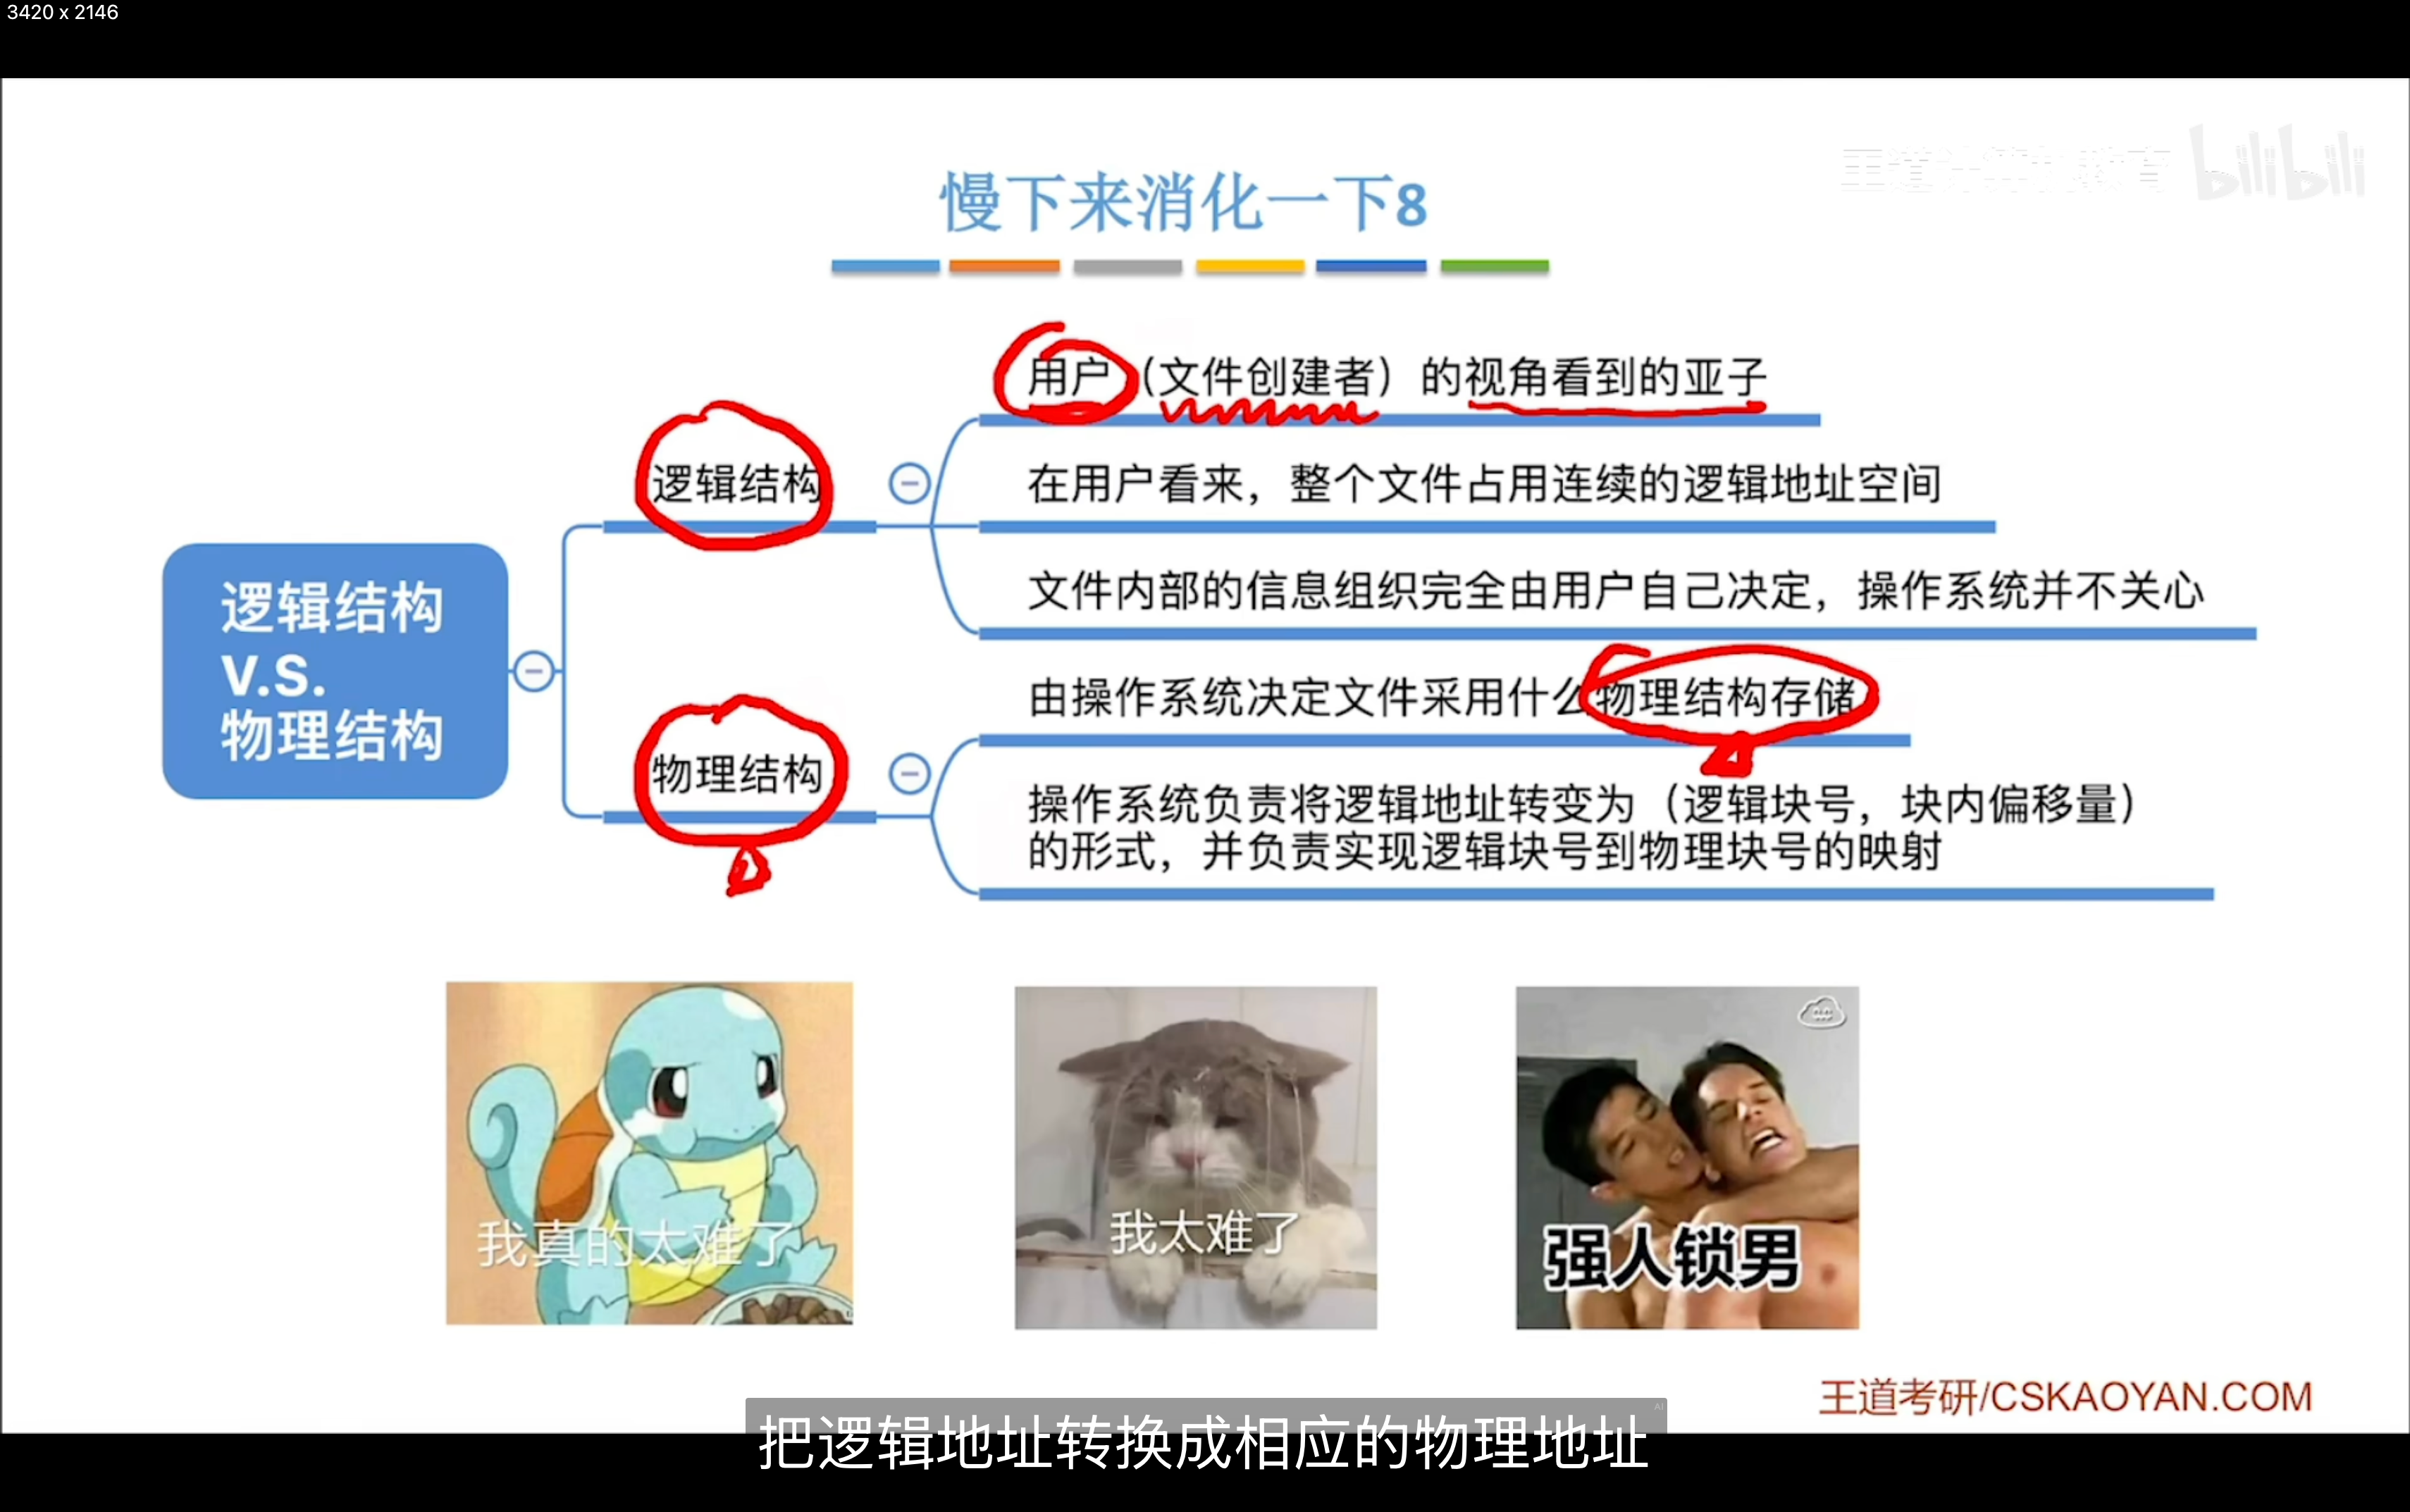 3420 x 2146
王道计算机教育 bilibili
慢下来消化一下8
用户（文件创建者）的视角看到的亚子
逻辑结构
在用户看来，整个文件占用连续的逻辑地址空间
文件内部的信息组织完全由用户自己决定，操作系统并不关心
逻辑结构
V.S.
物理结构
由操作系统决定文件采用什么物理结构存储
物理结构
操作系统负责将逻辑地址转变为（逻辑块号，块内偏移量）
的形式，并负责实现逻辑块号到物理块号的映射
我真的太难了
我太难了
强人锁男
王道考研/CSKAOYAN.COM
AI
把逻辑地址转换成相应的物理地址